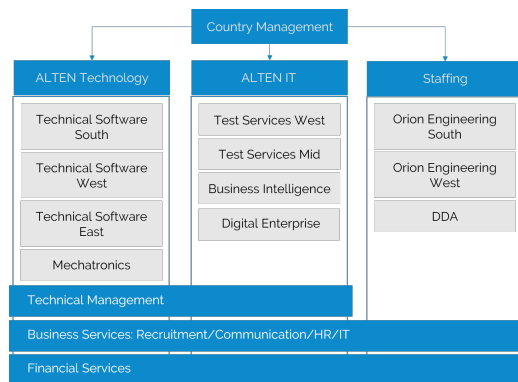 Country Management
ALTEN Technology
ALTEN IT
Staffing
Technical Software
South
Technical Software
West
Technical Software
East
Mechatronics
Test Services West
Test Services Mid
Business Intelligence
Digital Enterprise
Orion Engineering
South
Orion Engineering
West
DDA
Technical Management
Business Services: Recruitment/Communication/HR/IT
Financial Services